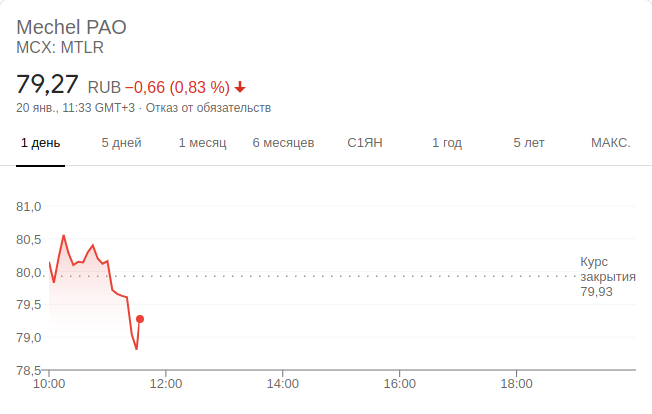 Mechel PAO
MCX: MTLR
79,27 RUB −0,66 (0,83 %)
20 янв., 11:33 GMT+3 · Отказ от обязательств
1 день 5 дней 1 месяц 6 месяцев С1ЯН 1 год 5 лет МАКС.
81,0
80,5
80,0
79,5
79,0
78,5
Курс
закрытия
79,93
10:00 12:00 14:00 16:00 18:00